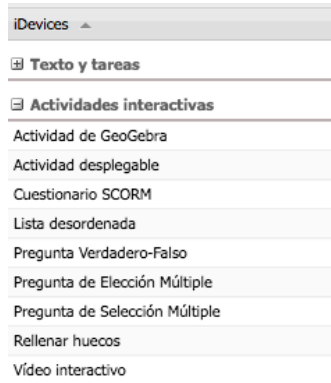 iDevices
Texto y tareas
Actividades interactivas
Actividad de GeoGebra
Actividad desplegable
Cuestionario SCORM
Lista desordenada
Pregunta Verdadero-Falso
Pregunta de Elección Múltiple
Pregunta de Selección Múltiple
Rellenar huecos
Vídeo interactivo